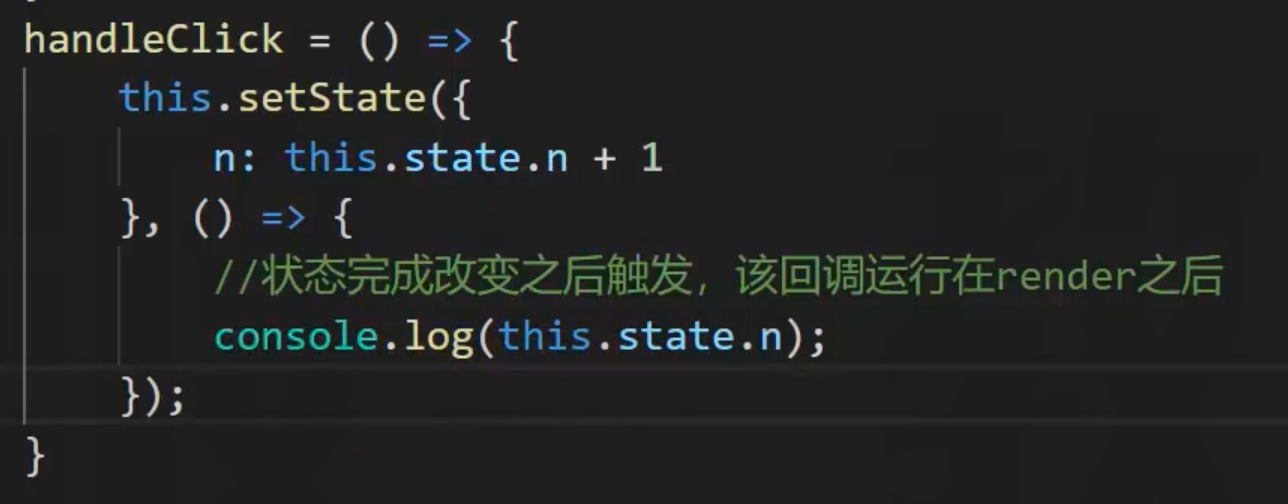 handleClick = () => {
this.setState({
n: this.state.n + 1
}, () => {
//状态完成改变之后触发，该回调运行在render之后
console.log(this.state.n);
});
}